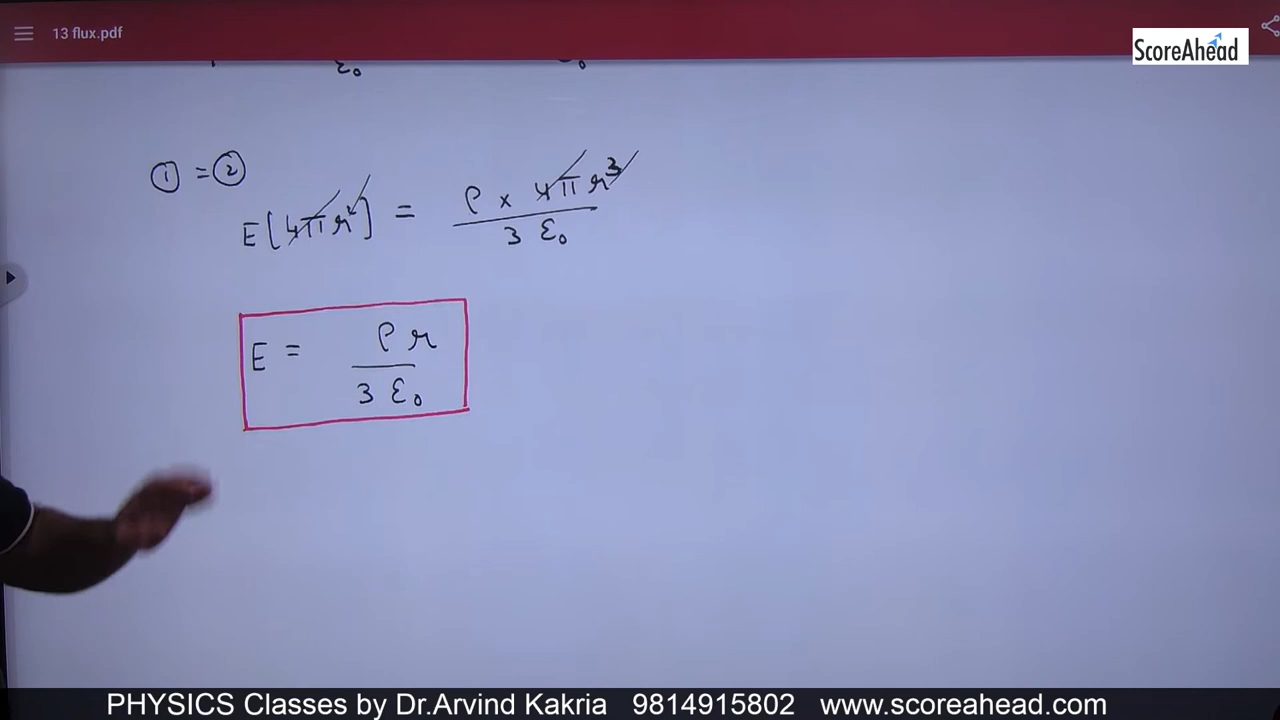 13 flux.pdf
ScoreAhead
ε₀
① = ②
E[4πr²] = ρ × 4πr³
3 ε₀
E = ρ r
3 ε₀
PHYSICS Classes by Dr.Arvind Kakria 9814915802 www.scoreahead.com